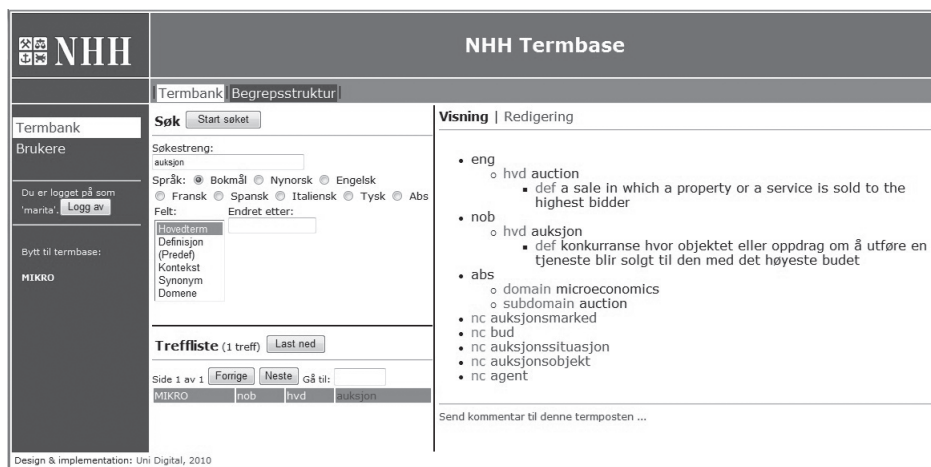 NHH
NHH Termbase
Termbank Begrepsstruktur
Termbank
Brukere
Du er logget på som
'marita'. Logg av
Bytt til termbase:
MIKRO
Søk Start søket
Søkestreng:
auksjon
Språk: Bokmål Nynorsk Engelsk
Fransk Spansk Italiensk Tysk Abs
Felt: Endret etter:
Hovedterm
Definisjon
(Predef)
Kontekst
Synonym
Domene
Treffliste (1 treff) Last ned
Side 1 av 1 Forrige Neste Gå til:
MIKRO nob hvd auksjon
Visning | Redigering
• eng
o hvd auction
▪ def a sale in which a property or a service is sold to the
highest bidder
• nob
o hvd auksjon
▪ def konkurranse hvor objektet eller oppdrag om å utføre en
tjeneste blir solgt til den med det høyeste budet
• abs
o domain microeconomics
o subdomain auction
• nc auksjonsmarked
• nc bud
• nc auksjonssituasjon
• nc auksjonsobjekt
• nc agent
Send kommentar til denne termposten ...
Design & implementation: Uni Digital, 2010